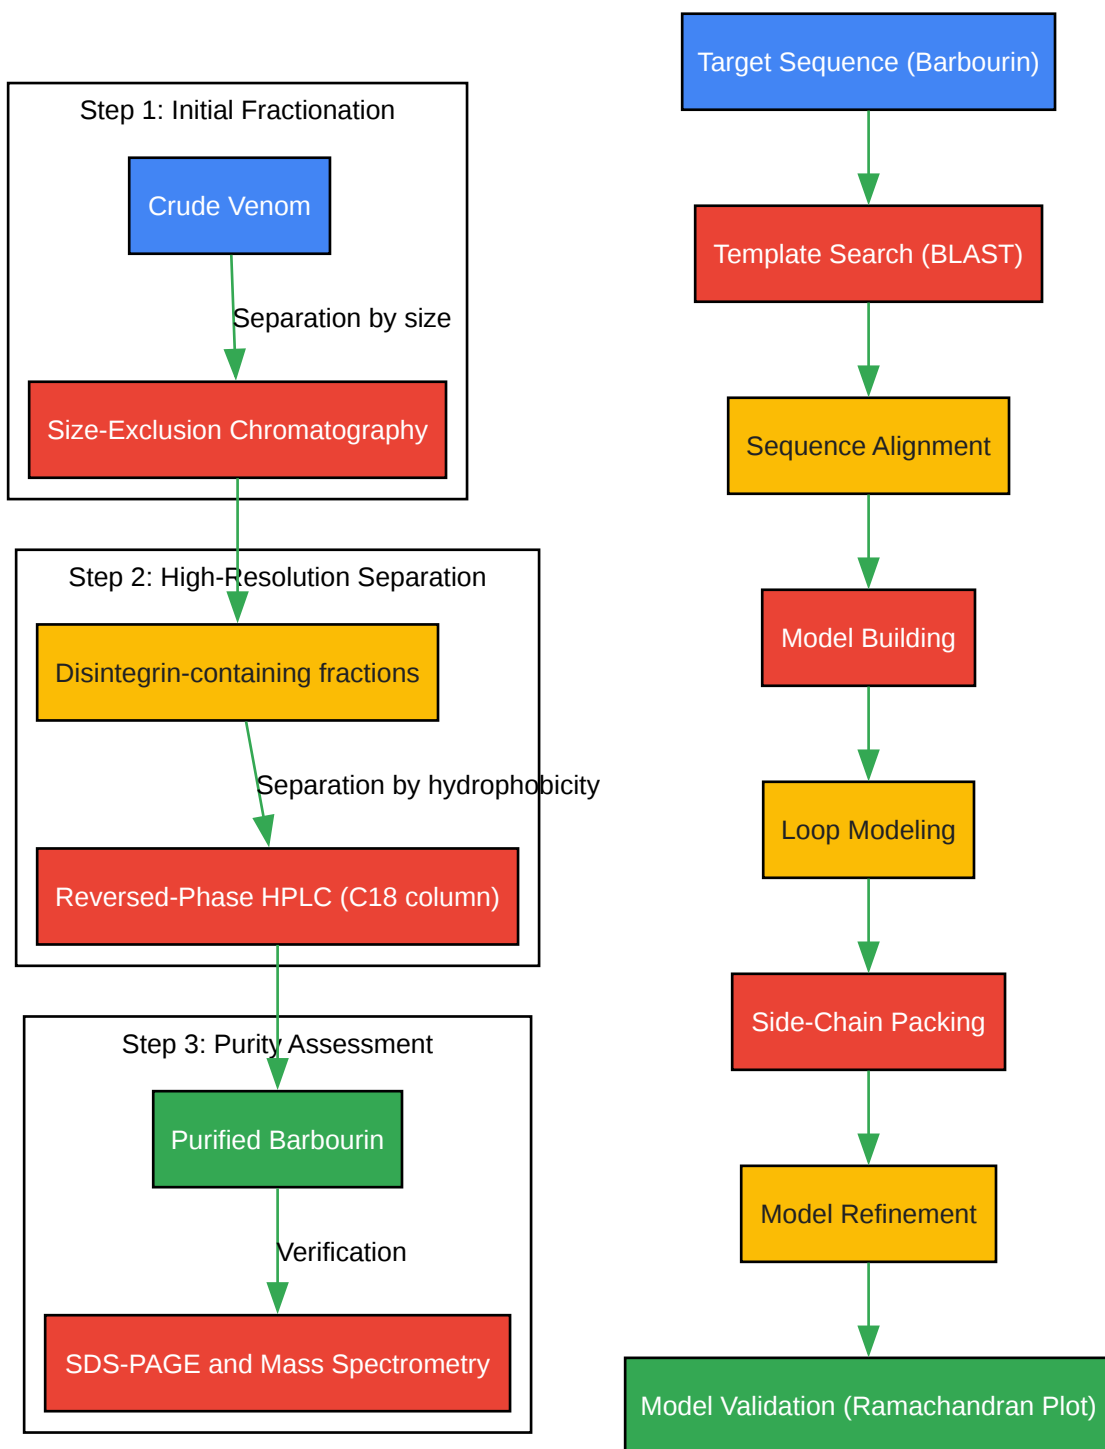 Step 1: Initial Fractionation
Crude Venom
Separation by size
Size-Exclusion Chromatography
Step 2: High-Resolution Separation
Disintegrin-containing fractions
Separation by hydrophobicity
Reversed-Phase HPLC (C18 column)
Step 3: Purity Assessment
Purified Barbourin
Verification
SDS-PAGE and Mass Spectrometry
Target Sequence (Barbourin)
Template Search (BLAST)
Sequence Alignment
Model Building
Loop Modeling
Side-Chain Packing
Model Refinement
Model Validation (Ramachandran Plot)